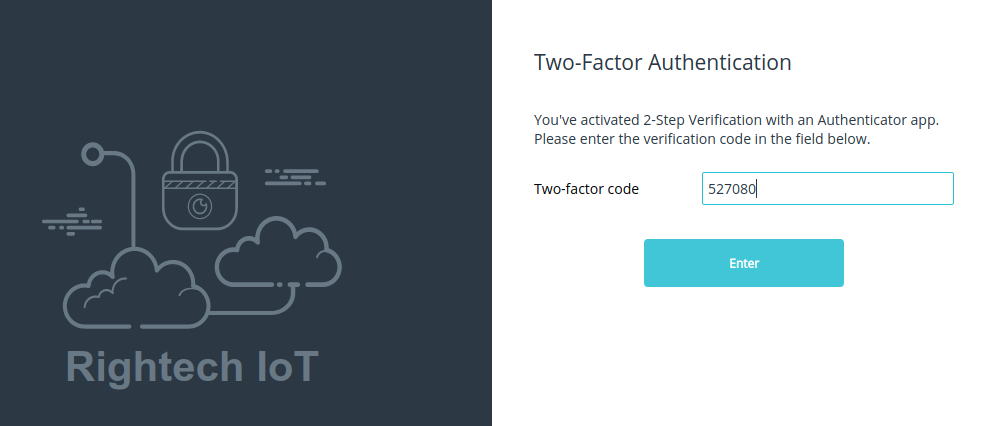 Two-Factor Authentication
You've activated 2-Step Verification with an Authenticator app.
Please enter the verification code in the field below.
Two-factor code
527080
Enter
Rightech IoT